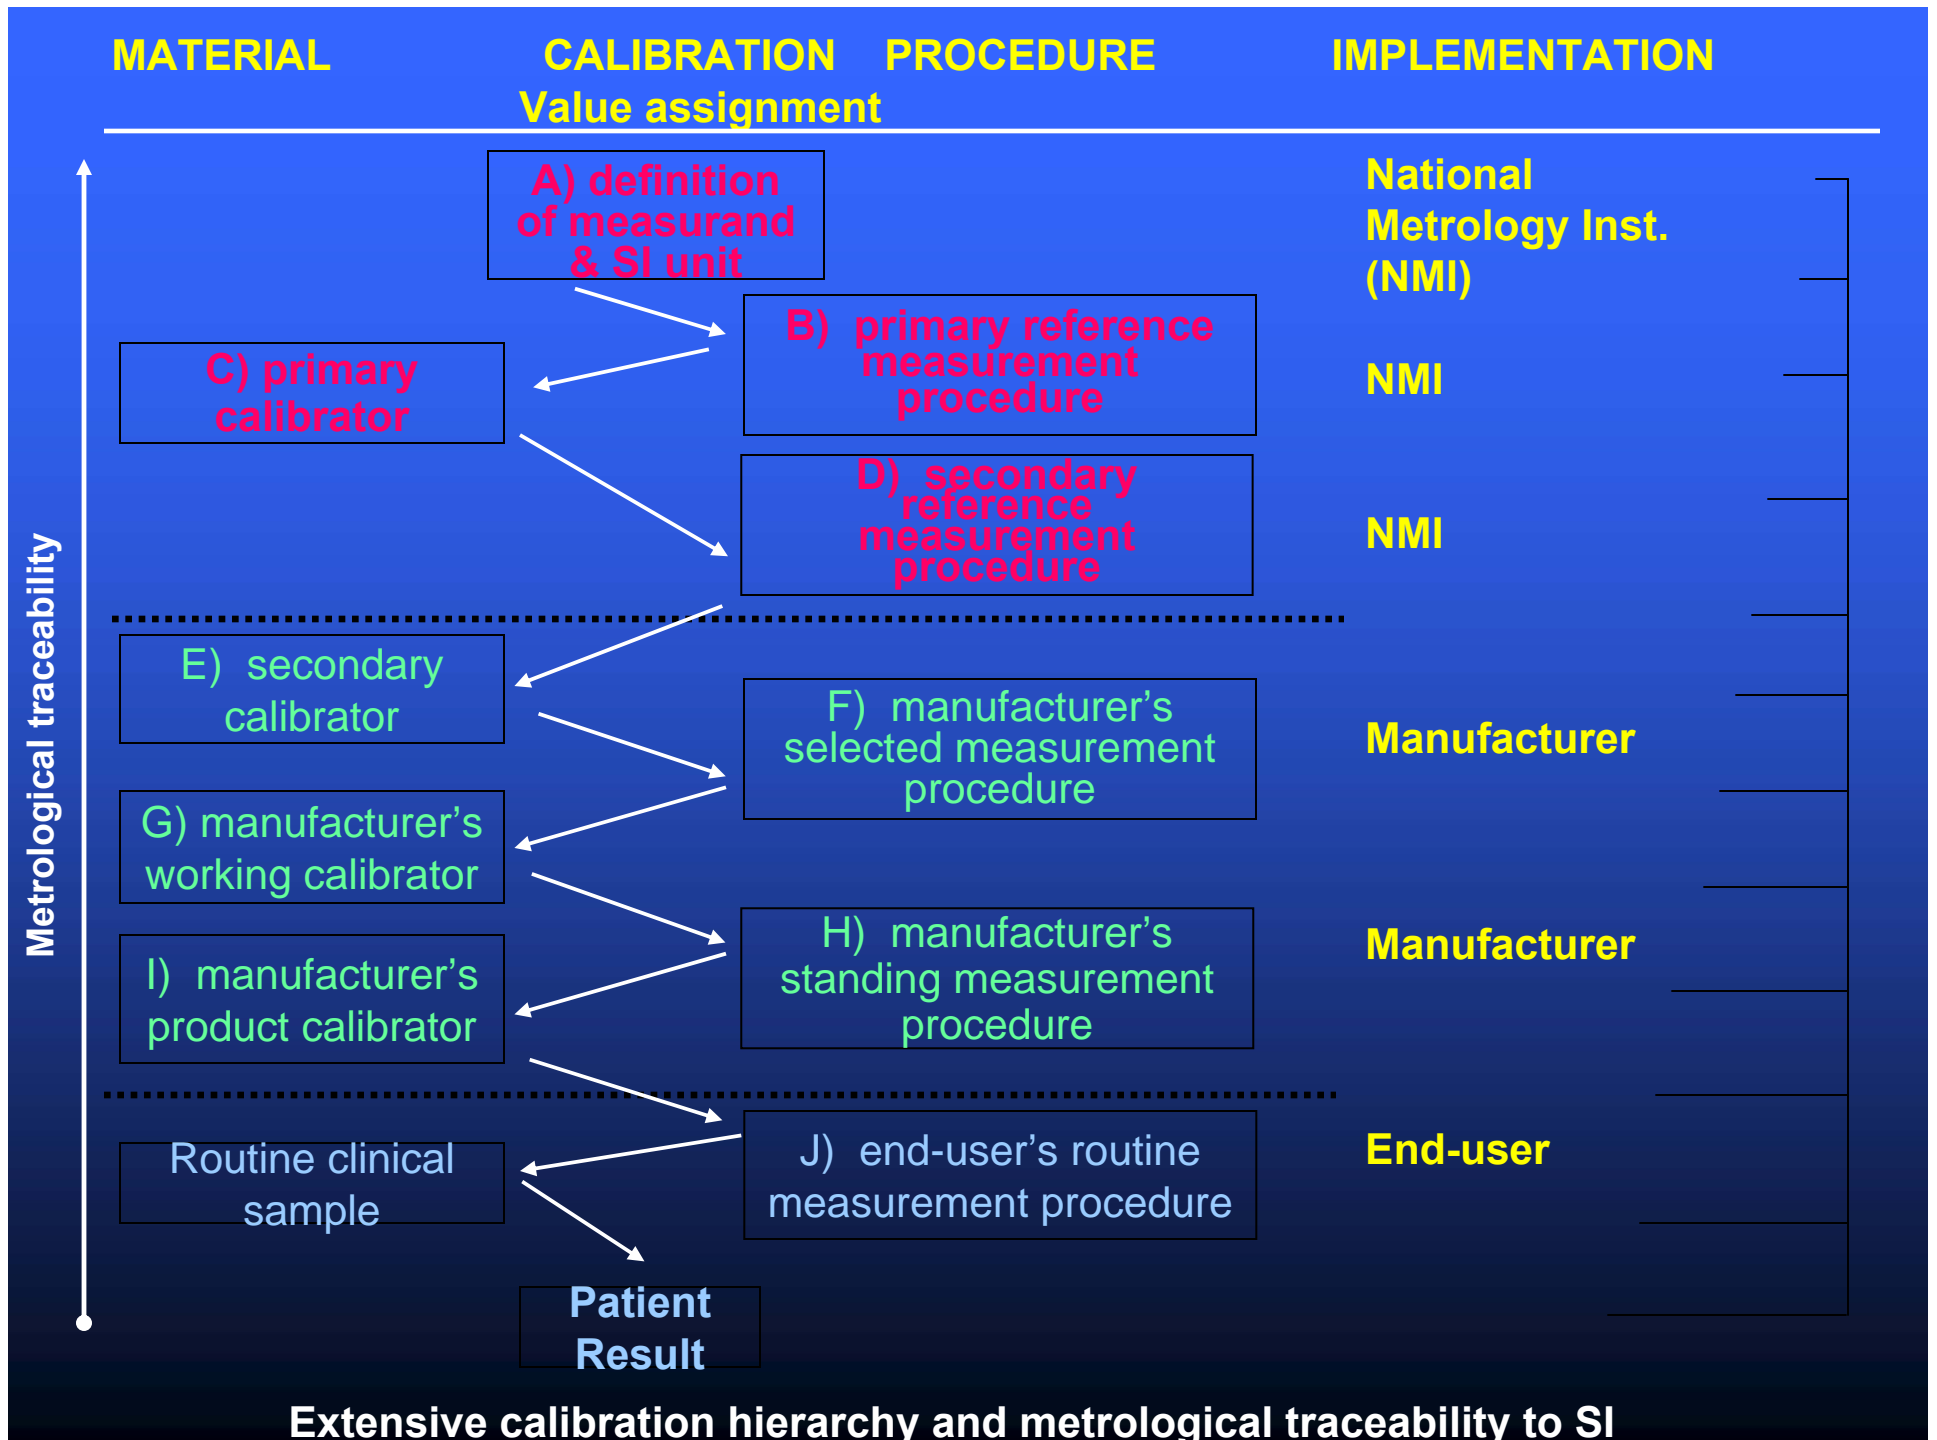 MATERIAL CALIBRATION PROCEDURE IMPLEMENTATION
Value assignment
A) definition
of measurand
& SI unit
National
Metrology Inst.
(NMI)
B) primary reference
measurement
procedure
C) primary
calibrator
NMI
D) secondary
reference
measurement
procedure
NMI
Metrological traceability
E) secondary
calibrator
F) manufacturer’s
selected measurement
procedure
Manufacturer
G) manufacturer’s
working calibrator
H) manufacturer’s
standing measurement
procedure
Manufacturer
I) manufacturer’s
product calibrator
J) end-user’s routine
measurement procedure
End-user
Routine clinical
sample
Patient
Result
Extensive calibration hierarchy and metrological traceability to SI